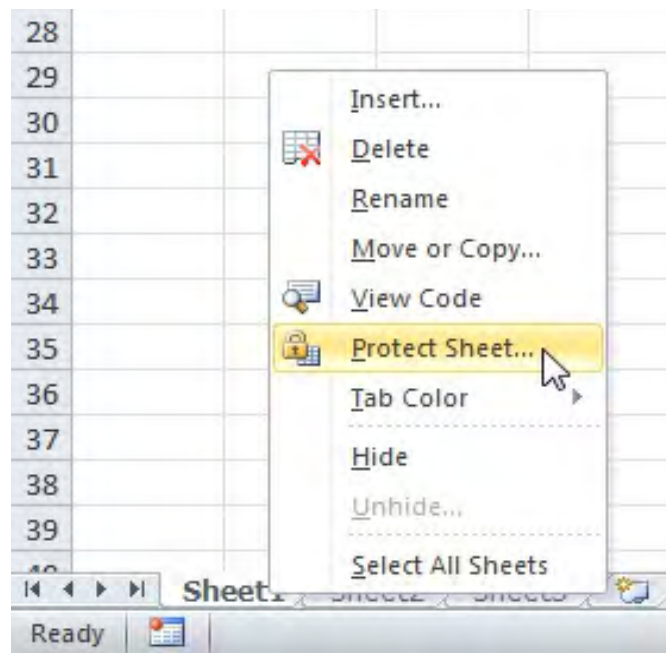 28
29
30
31
32
33
34
35
36
37
38
39
Insert...
Delete
Rename
Move or Copy...
View Code
Protect Sheet...
Tab Color
Hide
Unhide...
Select All Sheets
Sheet1
Ready